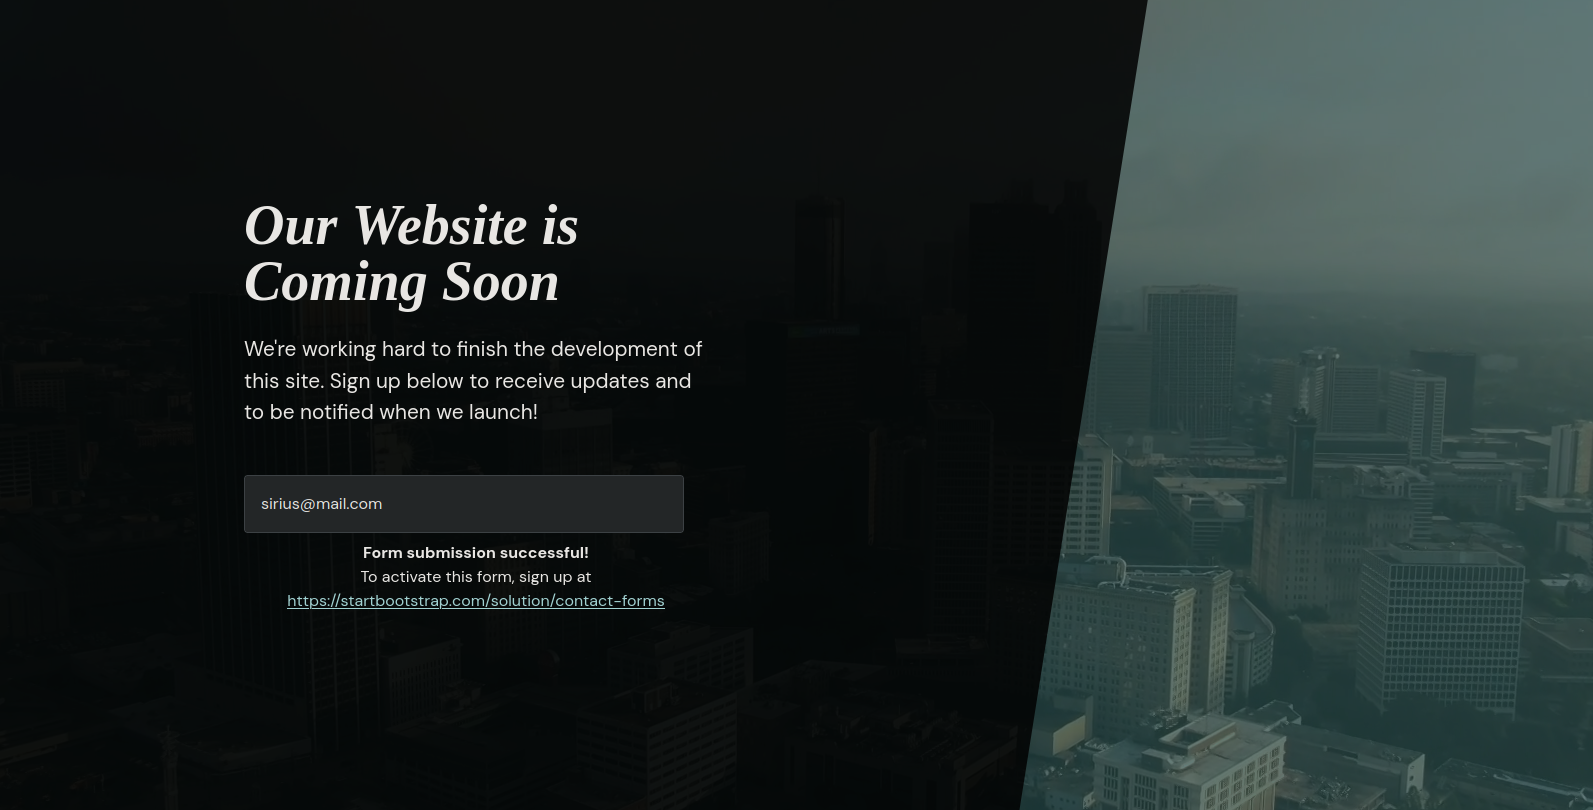 Our Website is
Coming Soon
We're working hard to finish the development of
this site. Sign up below to receive updates and
to be notified when we launch!
sirius@mail.com
Form submission successful!
To activate this form, sign up at
https://startbootstrap.com/solution/contact-forms